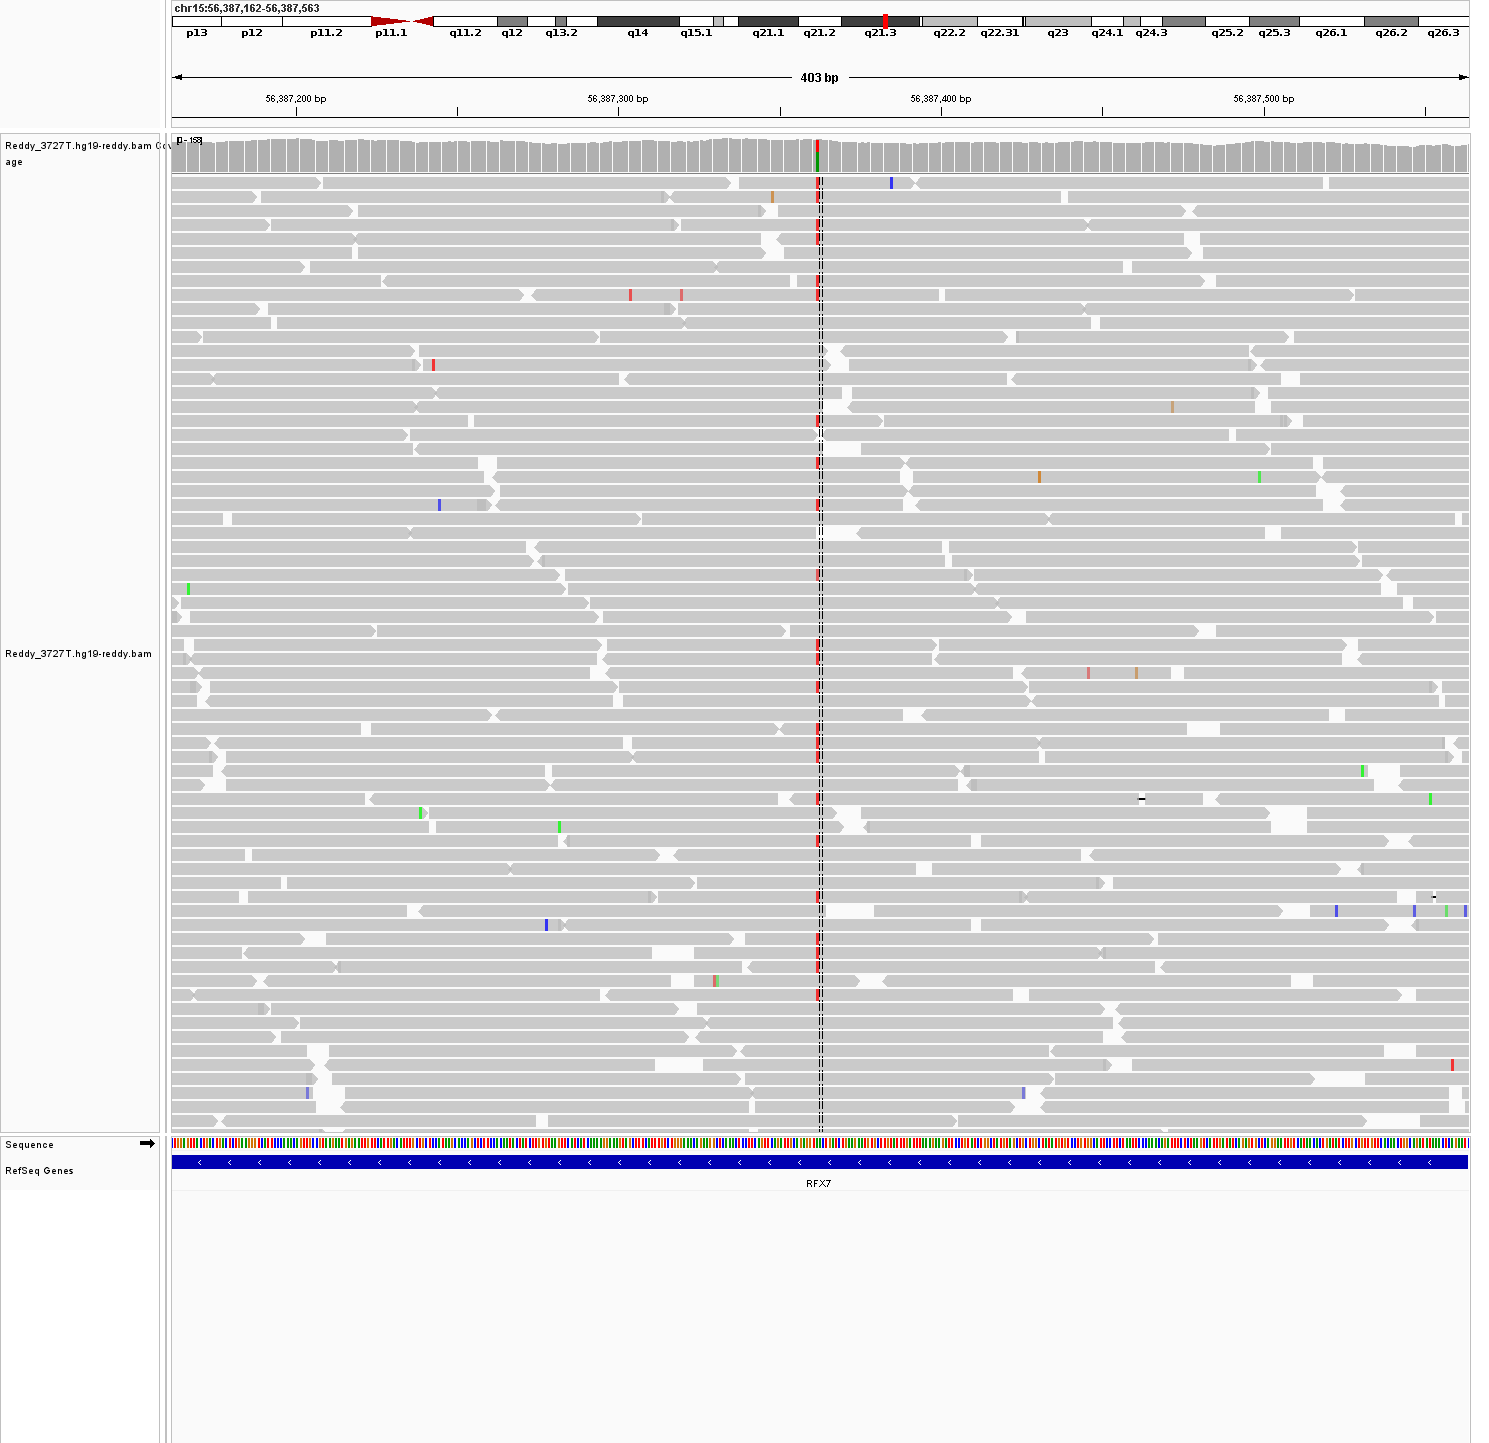 chr15:56,387,162-56,387,563
p13 p12 p11.2 p11.1 q11.2 q12 q13.2 q14 q15.1 q21.1 q21.2 q21.3 q22.2 q22.31 q23 q24.1 q24.3 q25.2 q25.3 q26.1 q26.2 q26.3
403 bp
56,387,200 bp 56,387,300 bp 56,387,400 bp 56,387,500 bp
Reddy_3727T.hg19-reddy.bam Cov
age
Reddy_3727T.hg19-reddy.bam
Sequence
RefSeq Genes
RFX7